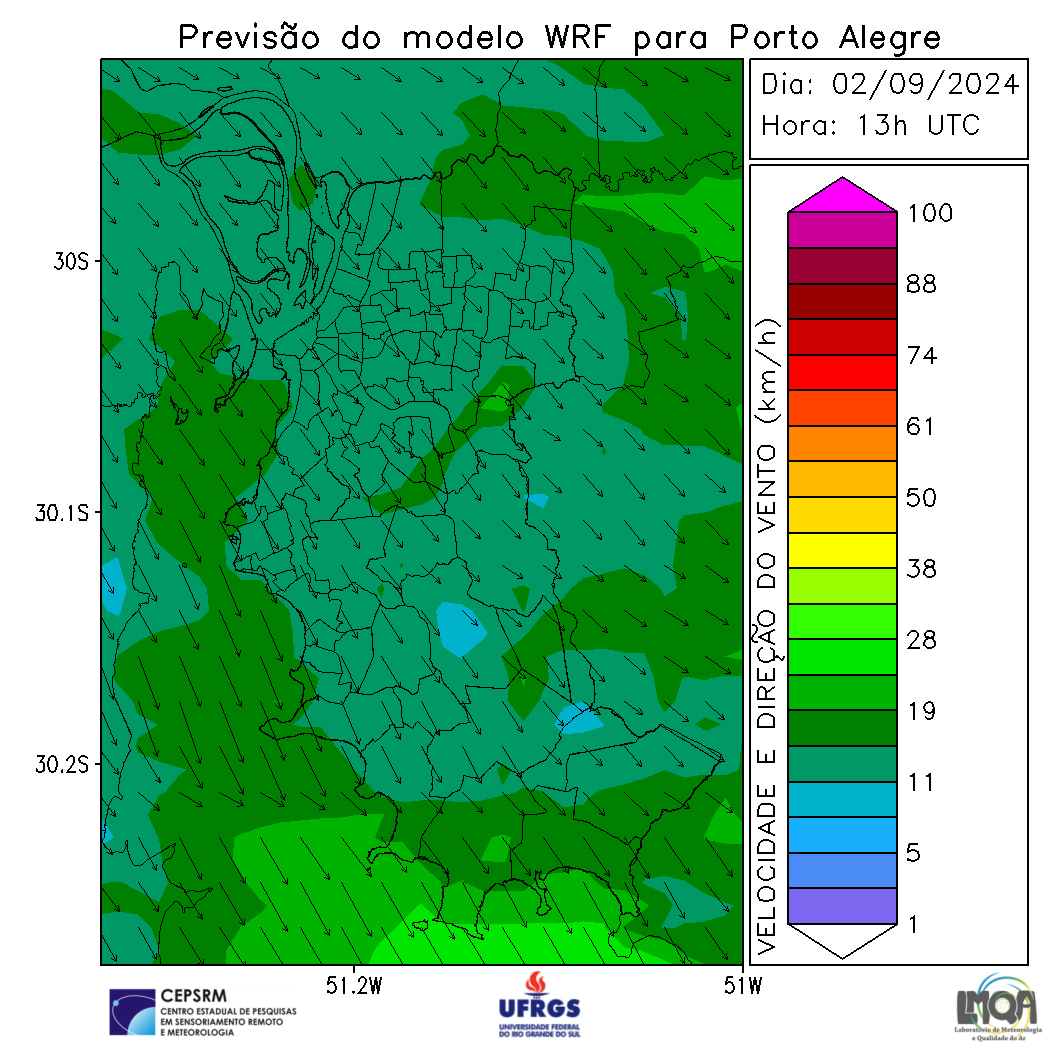 Previsão do modelo WRF para Porto Alegre
Dia: 02/09/2024
Hora: 13h UTC
30S
30.1S
30.2S
51.2W
51W
VELOCIDADE E DIREÇÃO DO VENTO (km/h)
100
88
74
61
50
38
28
19
11
5
1
CEPSRM
CENTRO ESTADUAL DE PESQUISAS
EM SENSORIAMENTO REMOTO
E METEOROLOGIA
UFRGS
UNIVERSIDADE FEDERAL
DO RIO GRANDE DO SUL
LMQA
Laboratório de Meteorologia
e Qualidade do Ar